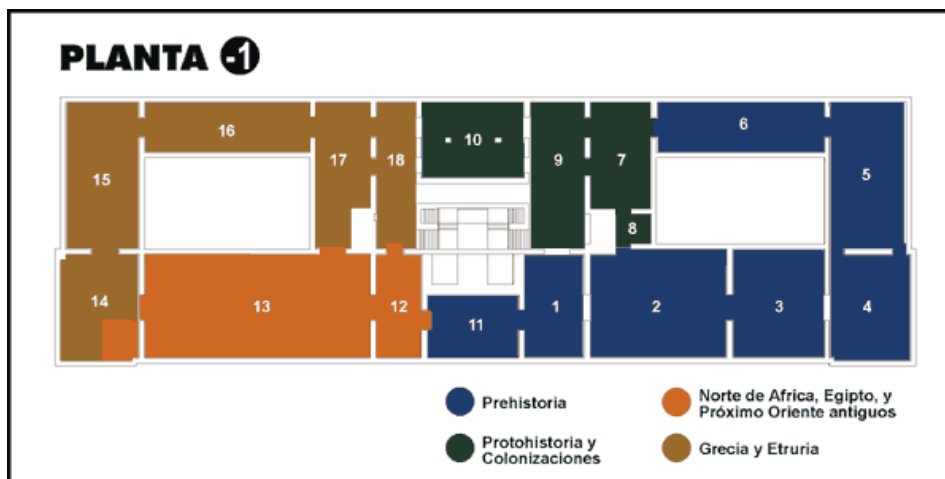 PLANTA -1
16
10
6
17
18
9
7
15
5
8
14
13
12
11
1
2
3
4
Prehistoria
Norte de Africa, Egipto, y
Próximo Oriente antiguos
Protohistoria y
Colonizaciones
Grecia y Etruria